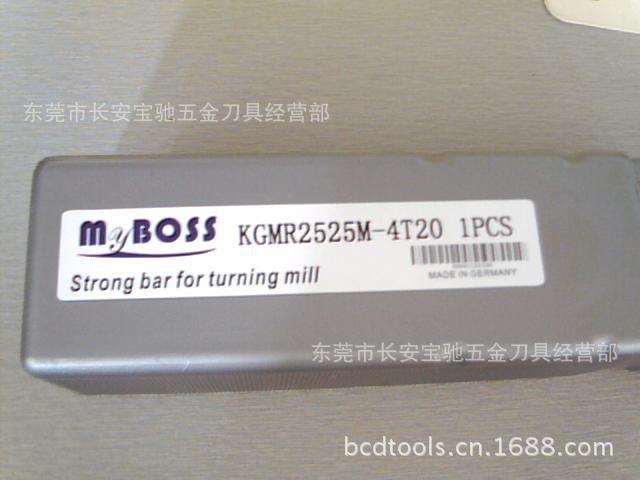 东莞市长安宝驰五金刀具经营部
MyBOSS KGMR2525M-4T20 1PCS
Strong bar for turning mill
MADE IN GERMANY
东莞市长安宝驰五金刀具经营部
bcdtools.cn.1688.com